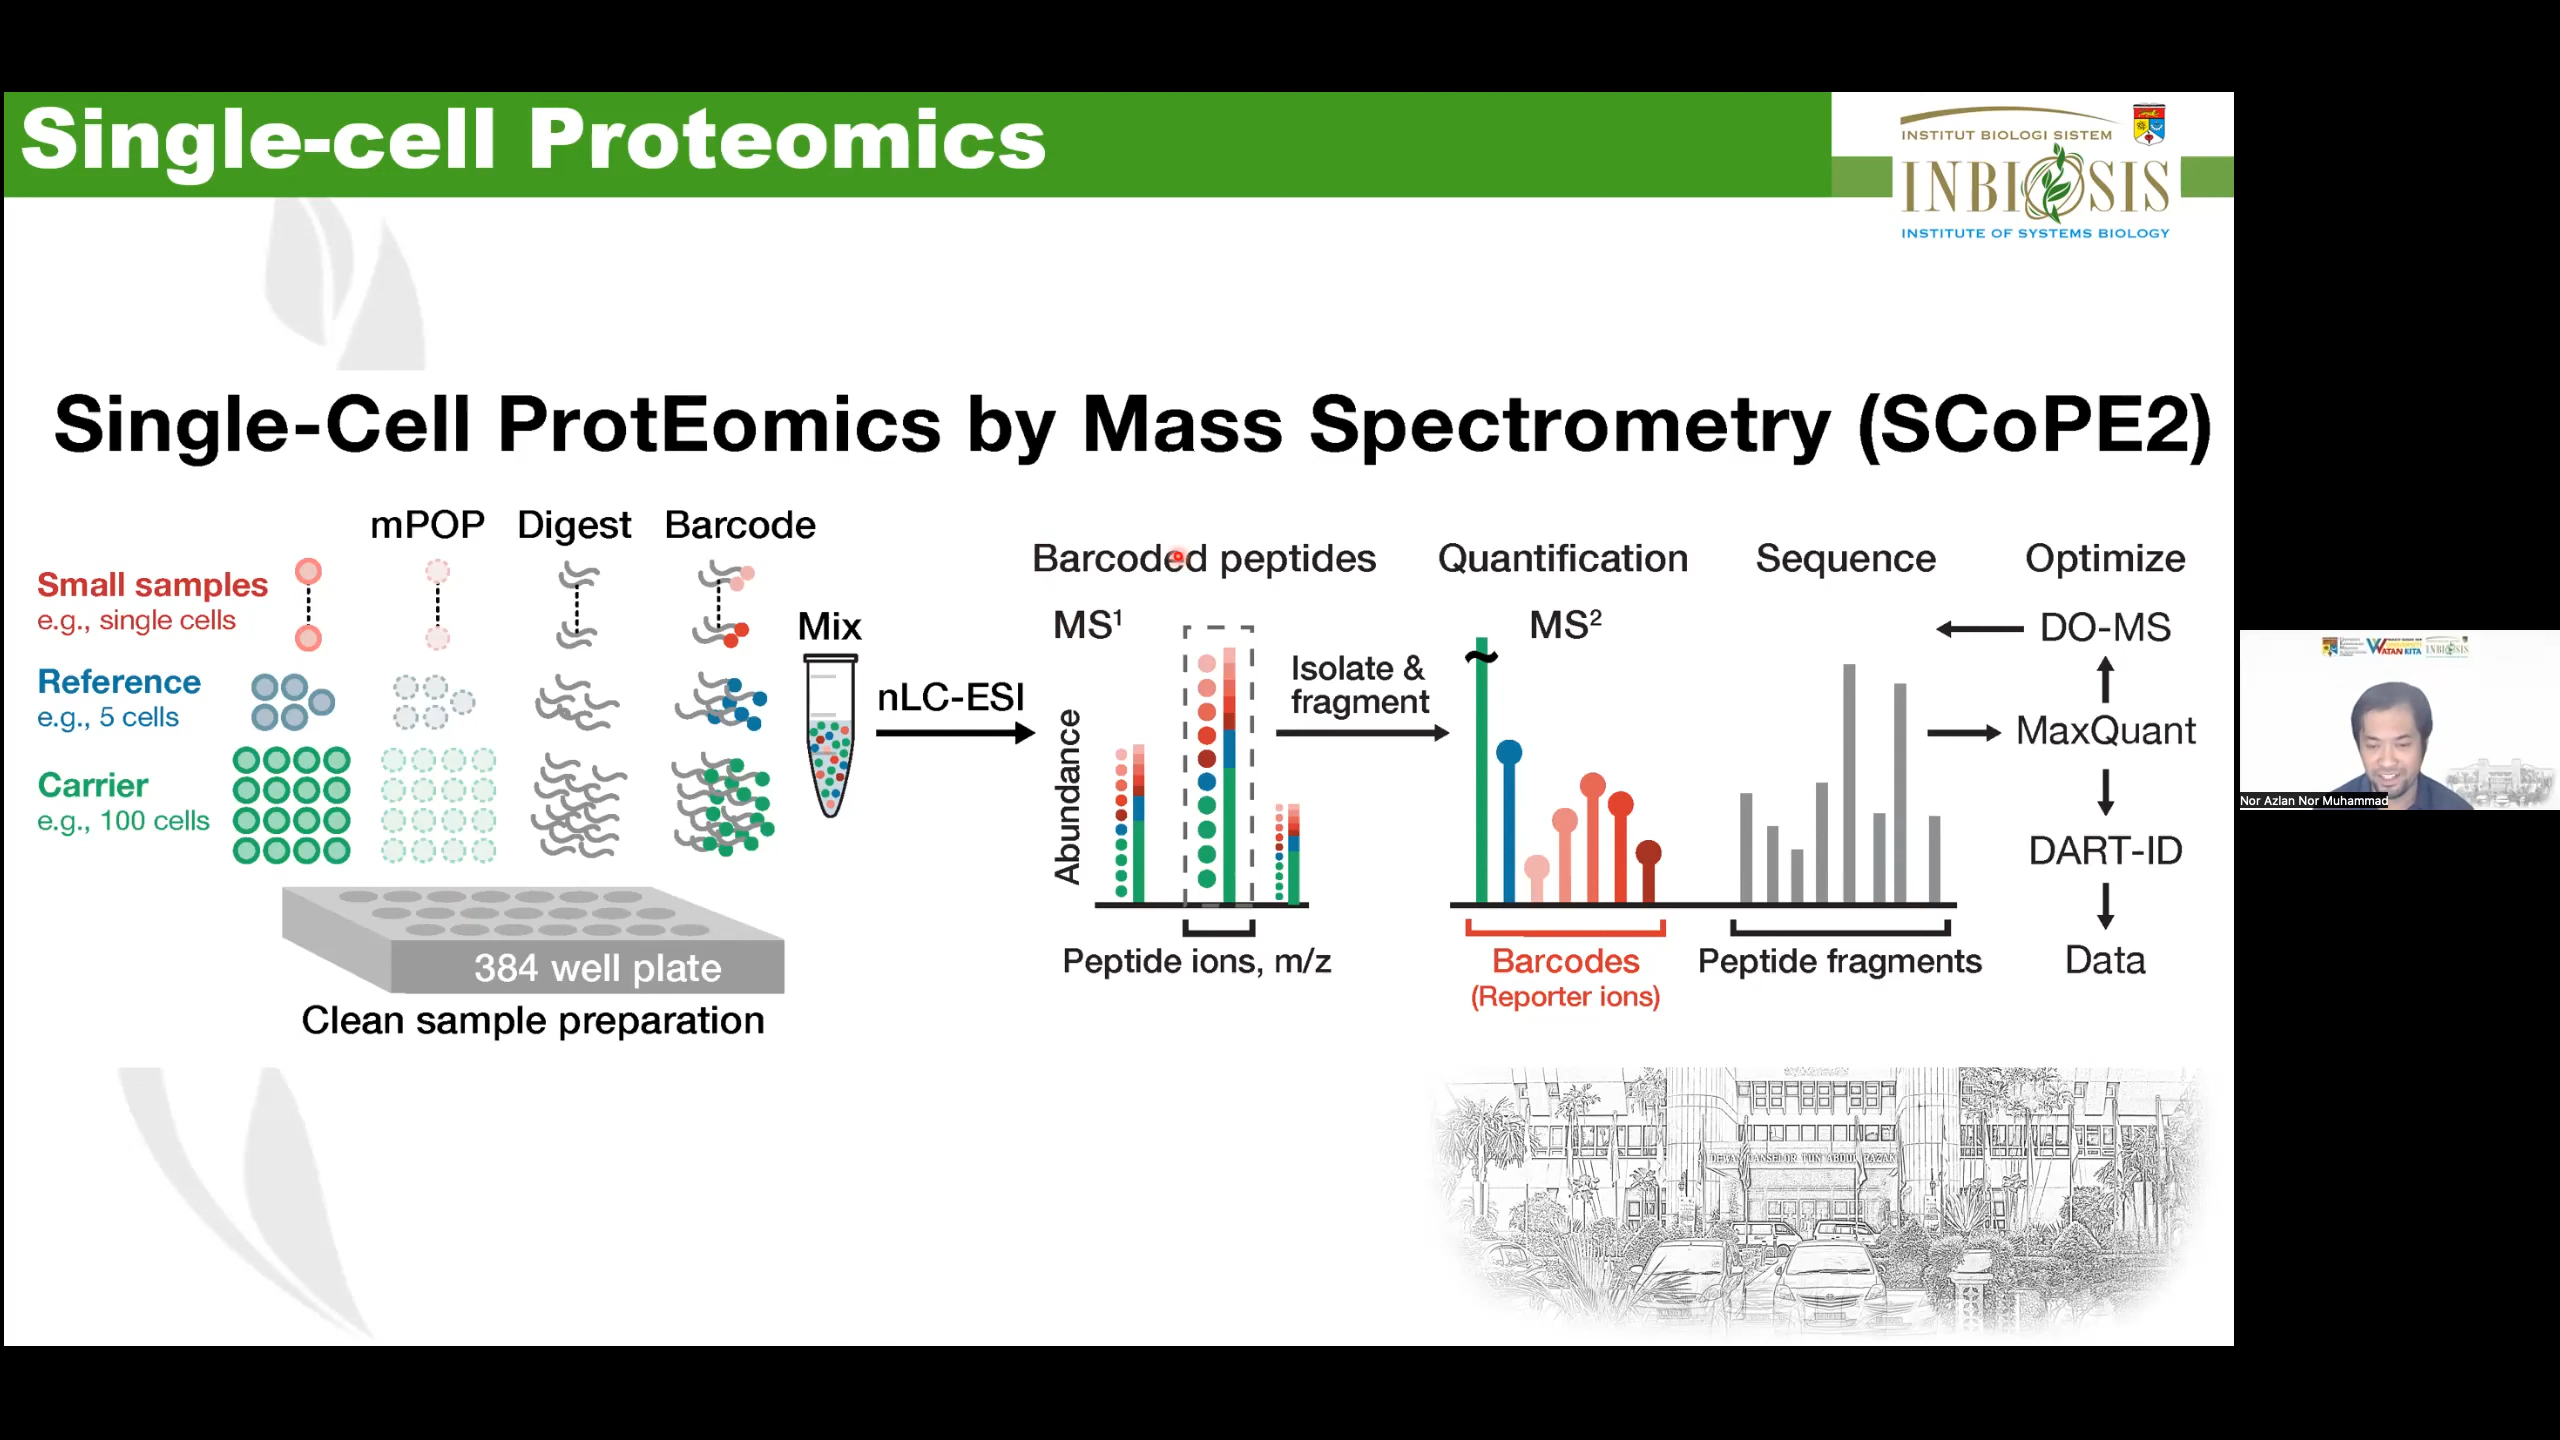 Single-cell Proteomics
INSTITUT BIOLOGI SISTEM
INBIOSIS
INSTITUTE OF SYSTEMS BIOLOGY
Single-Cell ProtEomics by Mass Spectrometry (SCoPE2)
mPOP Digest Barcode
Small samples
e.g., single cells
Reference
e.g., 5 cells
Carrier
e.g., 100 cells
384 well plate
Clean sample preparation
Mix
nLC-ESI
Barcoded peptides
MS¹
Abundance
Peptide ions, m/z
Isolate &
fragment
Quantification
MS²
Barcodes
(Reporter ions)
Sequence
Peptide fragments
Optimize
DO-MS
MaxQuant
DART-ID
Data
WATAN KITA
INBIOSIS
Nor Azlan Nor Muhammad